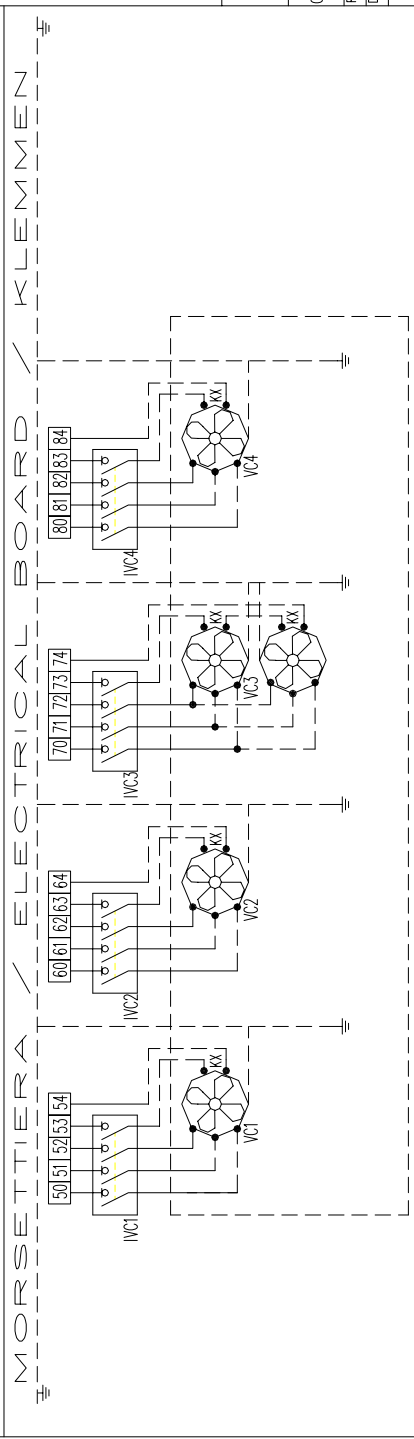 MORSETTIERA / ELECTRICAL BOARD / KLEMMEN
50 51 52 53 54
IVC1
KX
VC1
60 61 62 63 64
IVC2
KX
VC2
70 71 72 73 74
IVC3
KX
VC3
KX
80 81 82 83 84
IVC4
KX
VC4